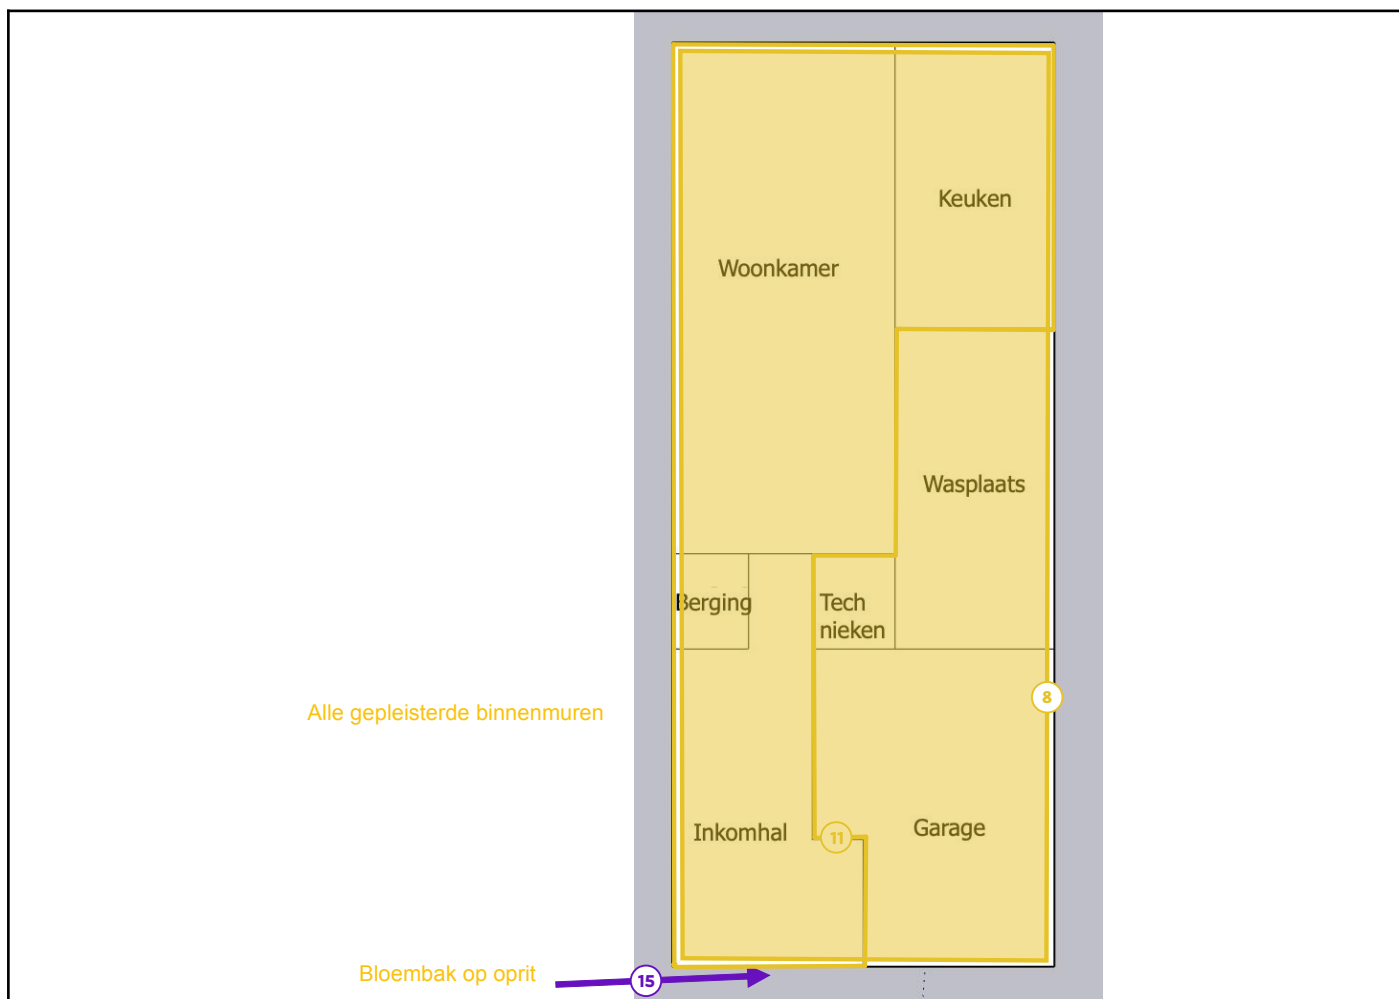 Keuken
Woonkamer
Wasplaats
Berging
Tech
nieken
8
Alle gepleisterde binnenmuren
Inkomhal
11
Garage
Bloembak op oprit
15